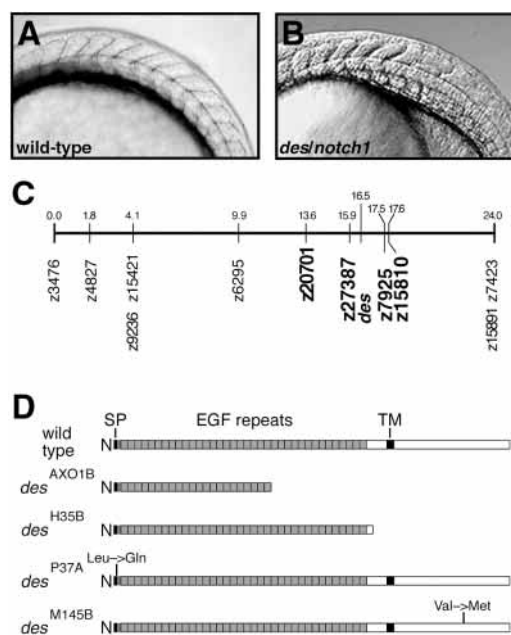 A
wild-type
B
des/notch1
C
0.0 1.8 4.1 9.9 13.6 15.9 16.5 17.5 17.6 24.0
z3476 z4827 z9236 z15421 z6295 z20701 z27387 des z7925 z15810 z15891 z7423
D
SP EGF repeats TM
wild type N
des AXO1B N
des H35B N
Leu->Gln
des P37A N
Val->Met
des M145B N